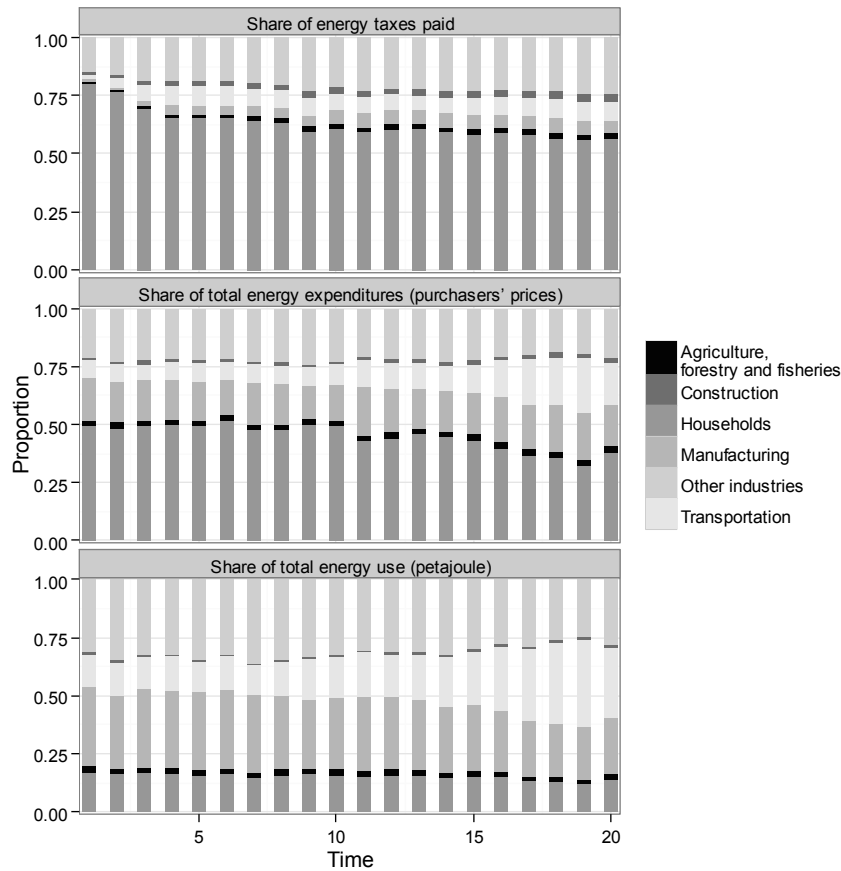 Share of energy taxes paid
1.00
0.75
0.50
0.25
0.00
Share of total energy expenditures (purchasers’ prices)
1.00
0.75
0.50
0.25
0.00
Proportion
Share of total energy use (petajoule)
1.00
0.75
0.50
0.25
0.00
5
10
15
20
Time
Agriculture,
forestry and fisheries
Construction
Households
Manufacturing
Other industries
Transportation